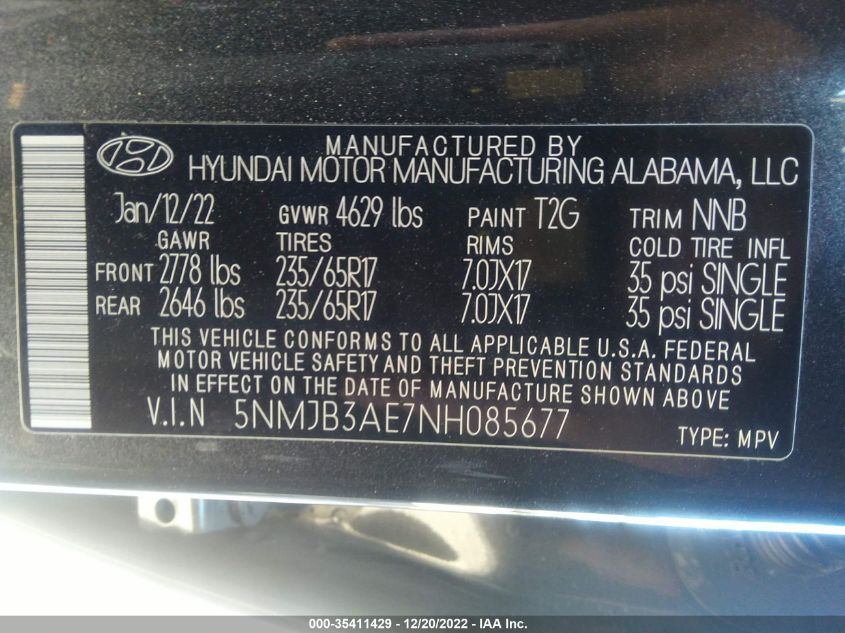 MANUFACTURED BY
HYUNDAI MOTOR MANUFACTURING ALABAMA, LLC
Jan/12/22 GVWR 4629 lbs PAINT T2G TRIM NNB
GAWR TIRES RIMS COLD TIRE INFL
FRONT 2778 lbs 235/65R17 7.0JX17 35 psi SINGLE
REAR 2646 lbs 235/65R17 7.0JX17 35 psi SINGLE
THIS VEHICLE CONFORMS TO ALL APPLICABLE U.S.A. FEDERAL
MOTOR VEHICLE SAFETY AND THEFT PREVENTION STANDARDS
IN EFFECT ON THE DATE OF MANUFACTURE SHOWN ABOVE
V.I.N 5NMJB3AE7NH085677
TYPE: MPV
000-35411429 - 12/20/2022 - IAA Inc.